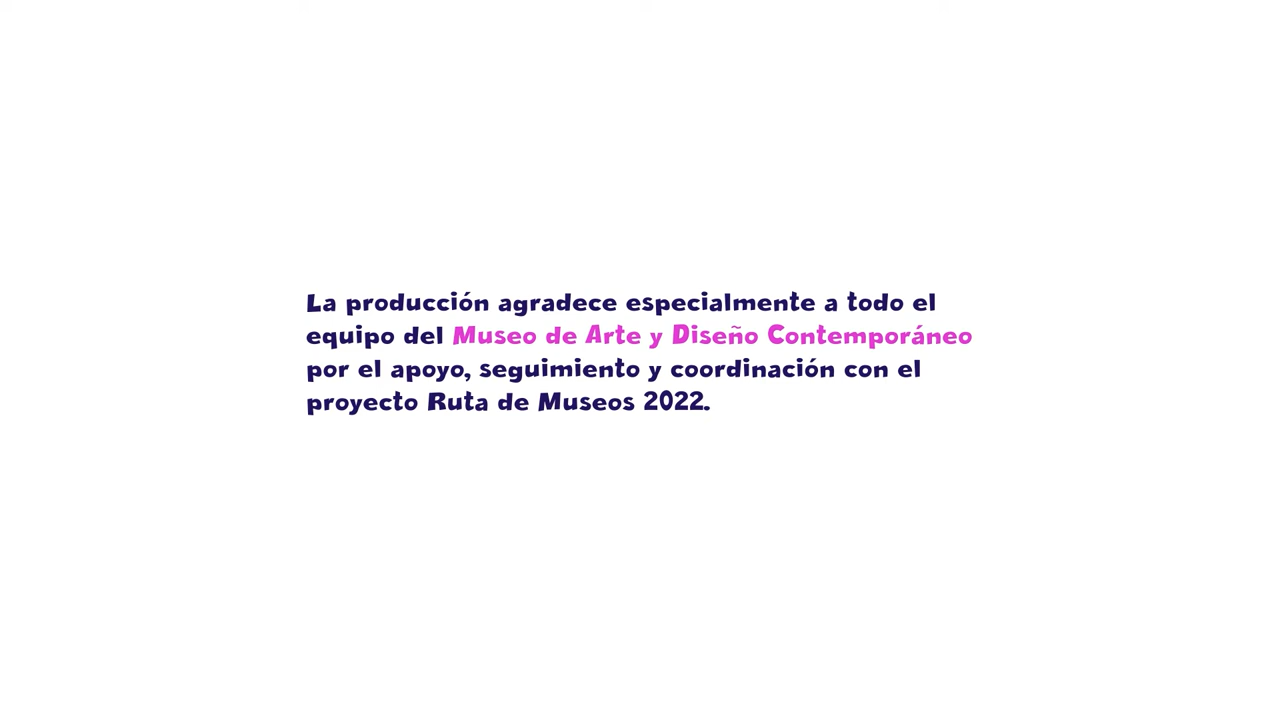 La producción agradece especialmente a todo el
equipo del Museo de Arte y Diseño Contemporáneo
por el apoyo, seguimiento y coordinación con el
proyecto Ruta de Museos 2022.